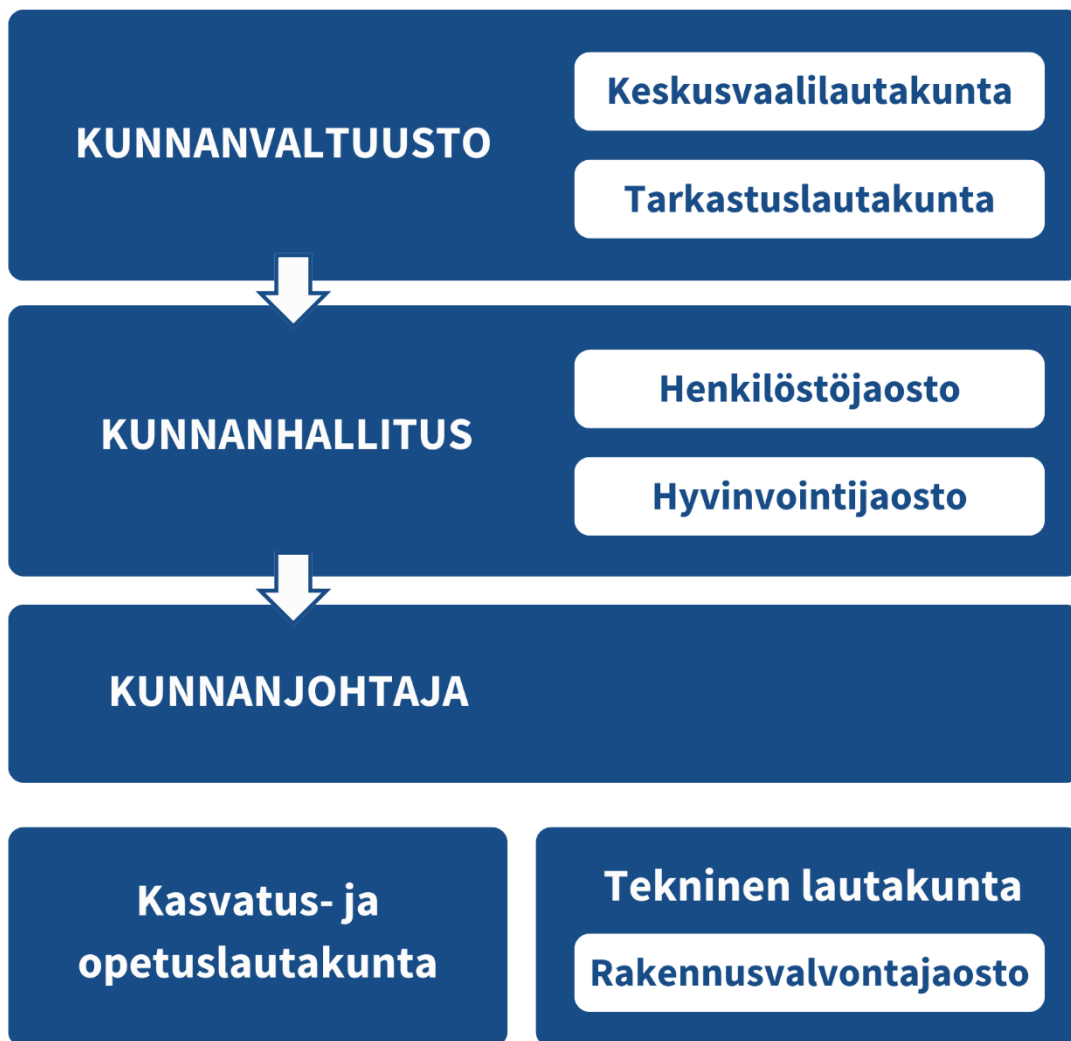 KUNNANVALTUUSTO
Keskusvaalilautakunta
Tarkastuslautakunta
KUNNANHALLITUS
Henkilöstöjaosto
Hyvinvointijaosto
KUNNANJOHTAJA
Kasvatus- ja
opetuslautakunta
Tekninen lautakunta
Rakennusvalvontajaosto